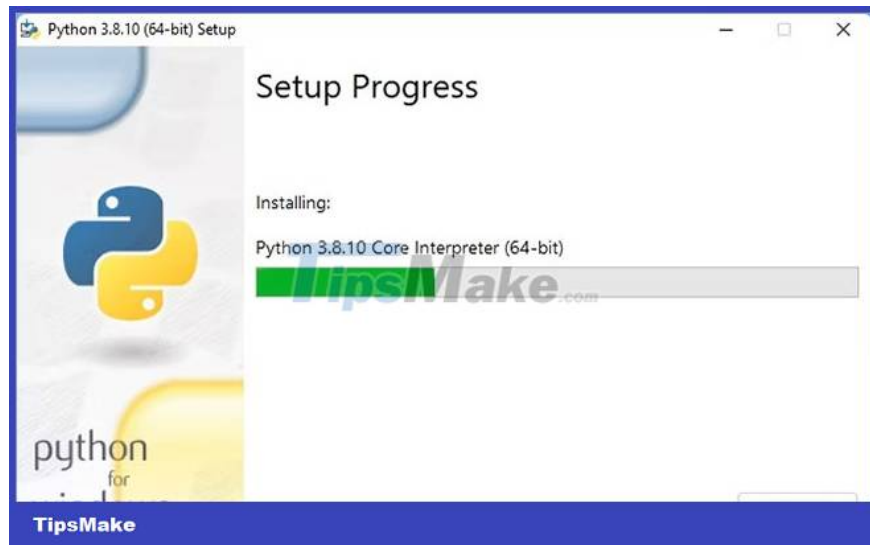 Python 3.8.10 (64-bit) Setup
Setup Progress
Installing:
Python 3.8.10 Core Interpreter (64-bit)
TipsMake.com
python
for
TipsMake